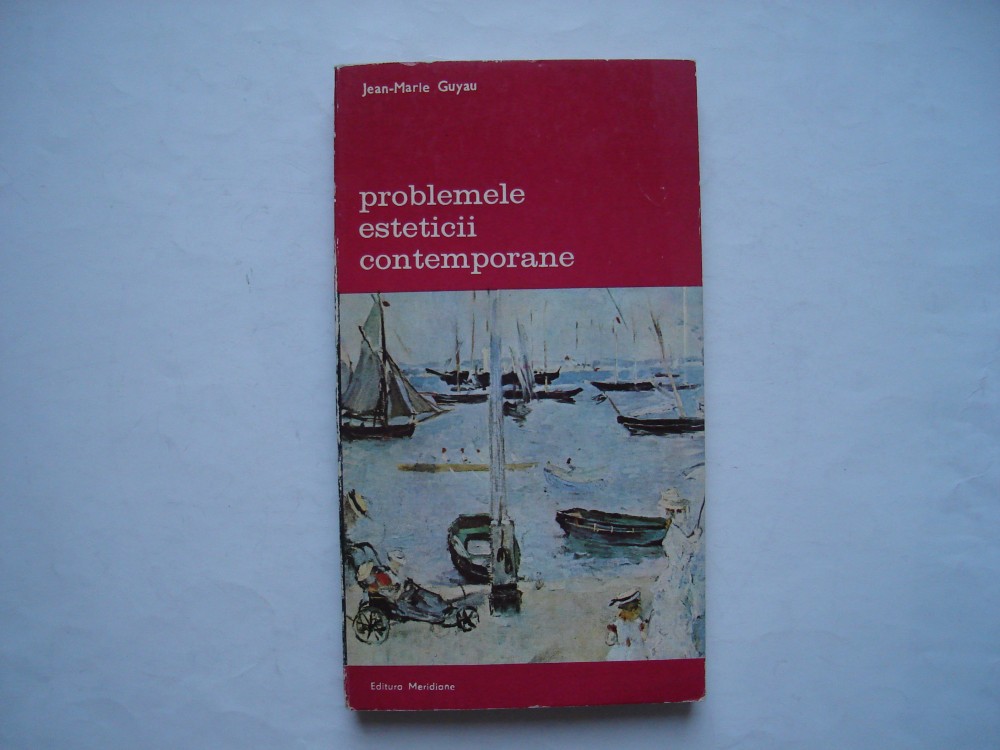 Jean-Marie Guyau
problemele
esteticii
contemporane
Editura Meridiane